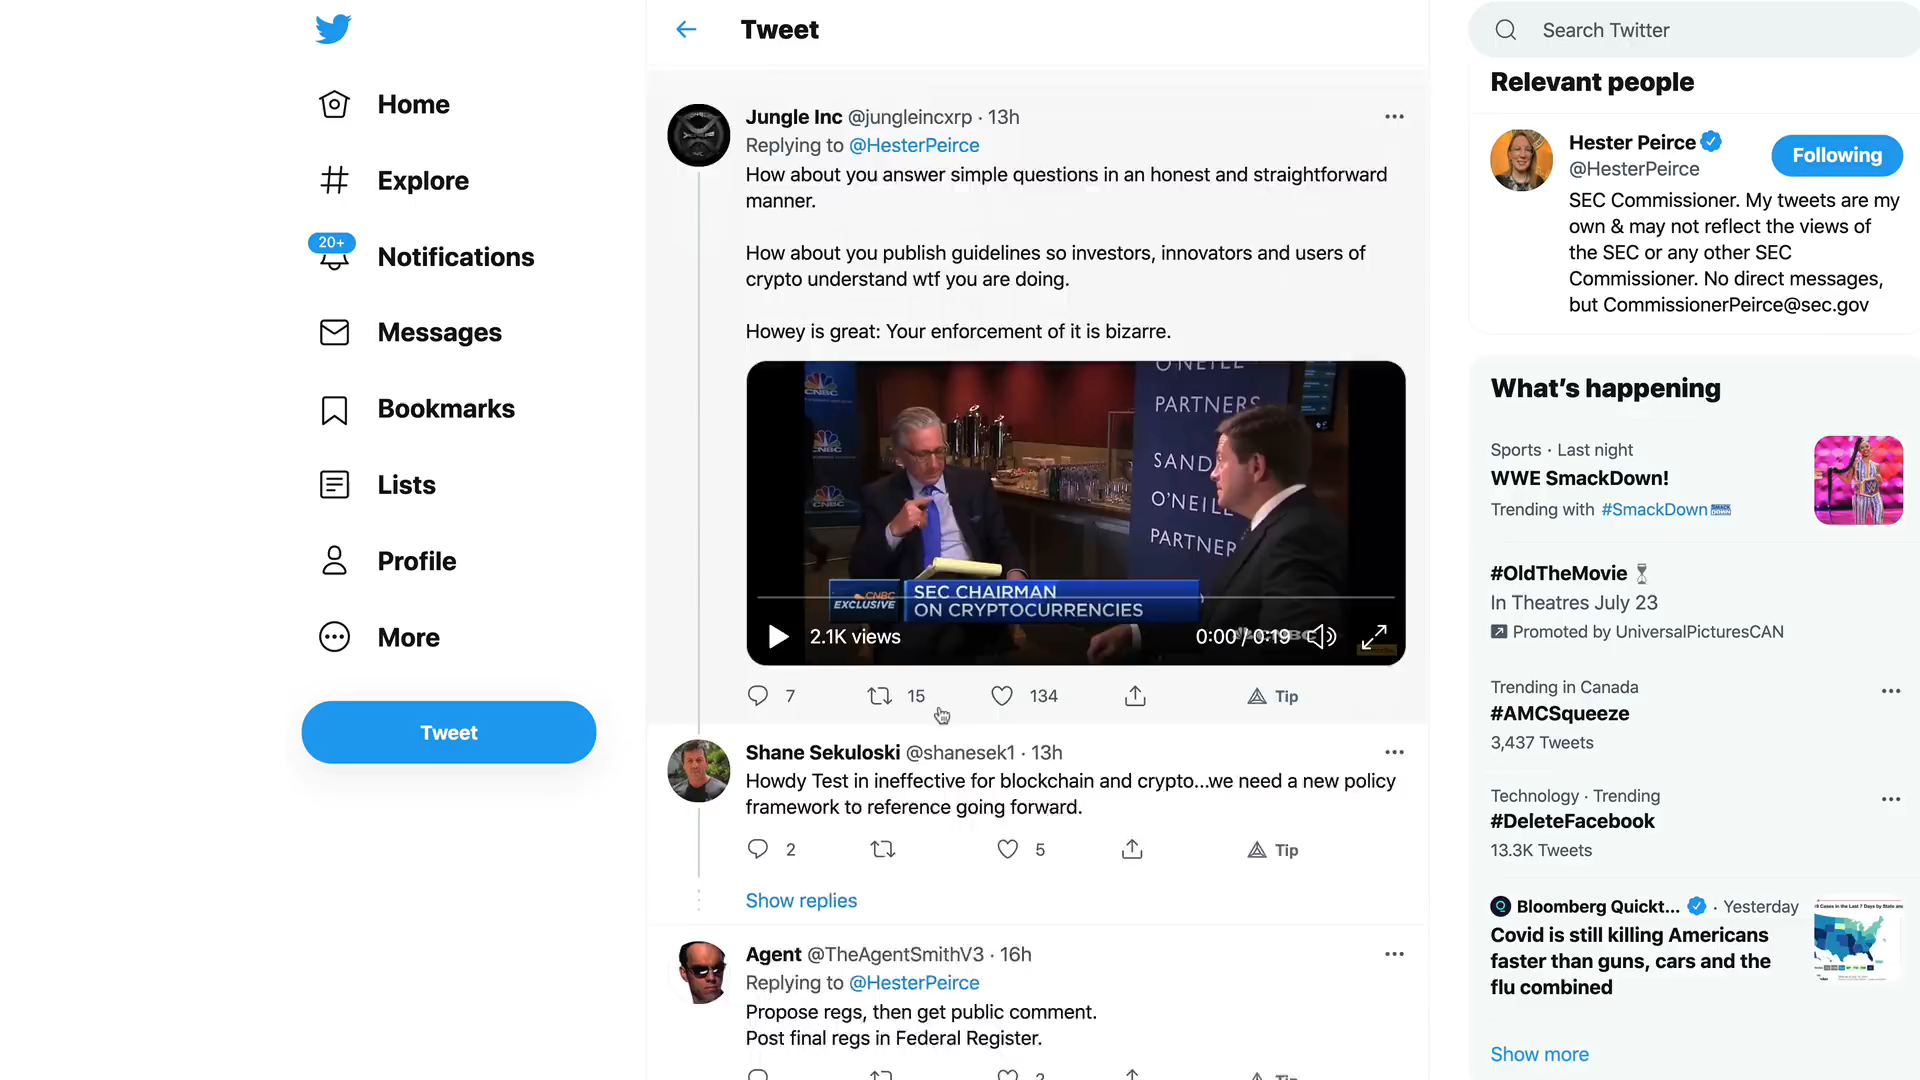 Home
Explore
20+
Notifications
Messages
Bookmarks
Lists
Profile
More
Tweet
Tweet
Jungle Inc @jungleincxrp · 13h
Replying to @HesterPeirce
How about you answer simple questions in an honest and straightforward
manner.
How about you publish guidelines so investors, innovators and users of
crypto understand wtf you are doing.
Howey is great: Your enforcement of it is bizarre.
CNBC
CNBC
CNBC
O'NEILL
PARTNERS
SAND
O'NEILL
PARTNER
CNBC
EXCLUSIVE
SEC CHAIRMAN
ON CRYPTOCURRENCIES
2.1K views
0:00 / 0:19
7
15
134
Tip
Shane Sekuloski @shanesek1 · 13h
Howdy Test in ineffective for blockchain and crypto...we need a new policy
framework to reference going forward.
2
5
Tip
Show replies
Agent @TheAgentSmithV3 · 16h
Replying to @HesterPeirce
Propose regs, then get public comment.
Post final regs in Federal Register.
2
Tip
Search Twitter
Relevant people
Hester Peirce
@HesterPeirce
Following
SEC Commissioner. My tweets are my
own & may not reflect the views of
the SEC or any other SEC
Commissioner. No direct messages,
but CommissionerPeirce@sec.gov
What's happening
Sports · Last night
WWE SmackDown!
Trending with #SmackDown
#OldTheMovie
In Theatres July 23
Promoted by UniversalPicturesCAN
Trending in Canada
#AMCSqueeze
3,437 Tweets
Technology · Trending
#DeleteFacebook
13.3K Tweets
Bloomberg Quickt... · Yesterday
Covid is still killing Americans
faster than guns, cars and the
flu combined
Show more